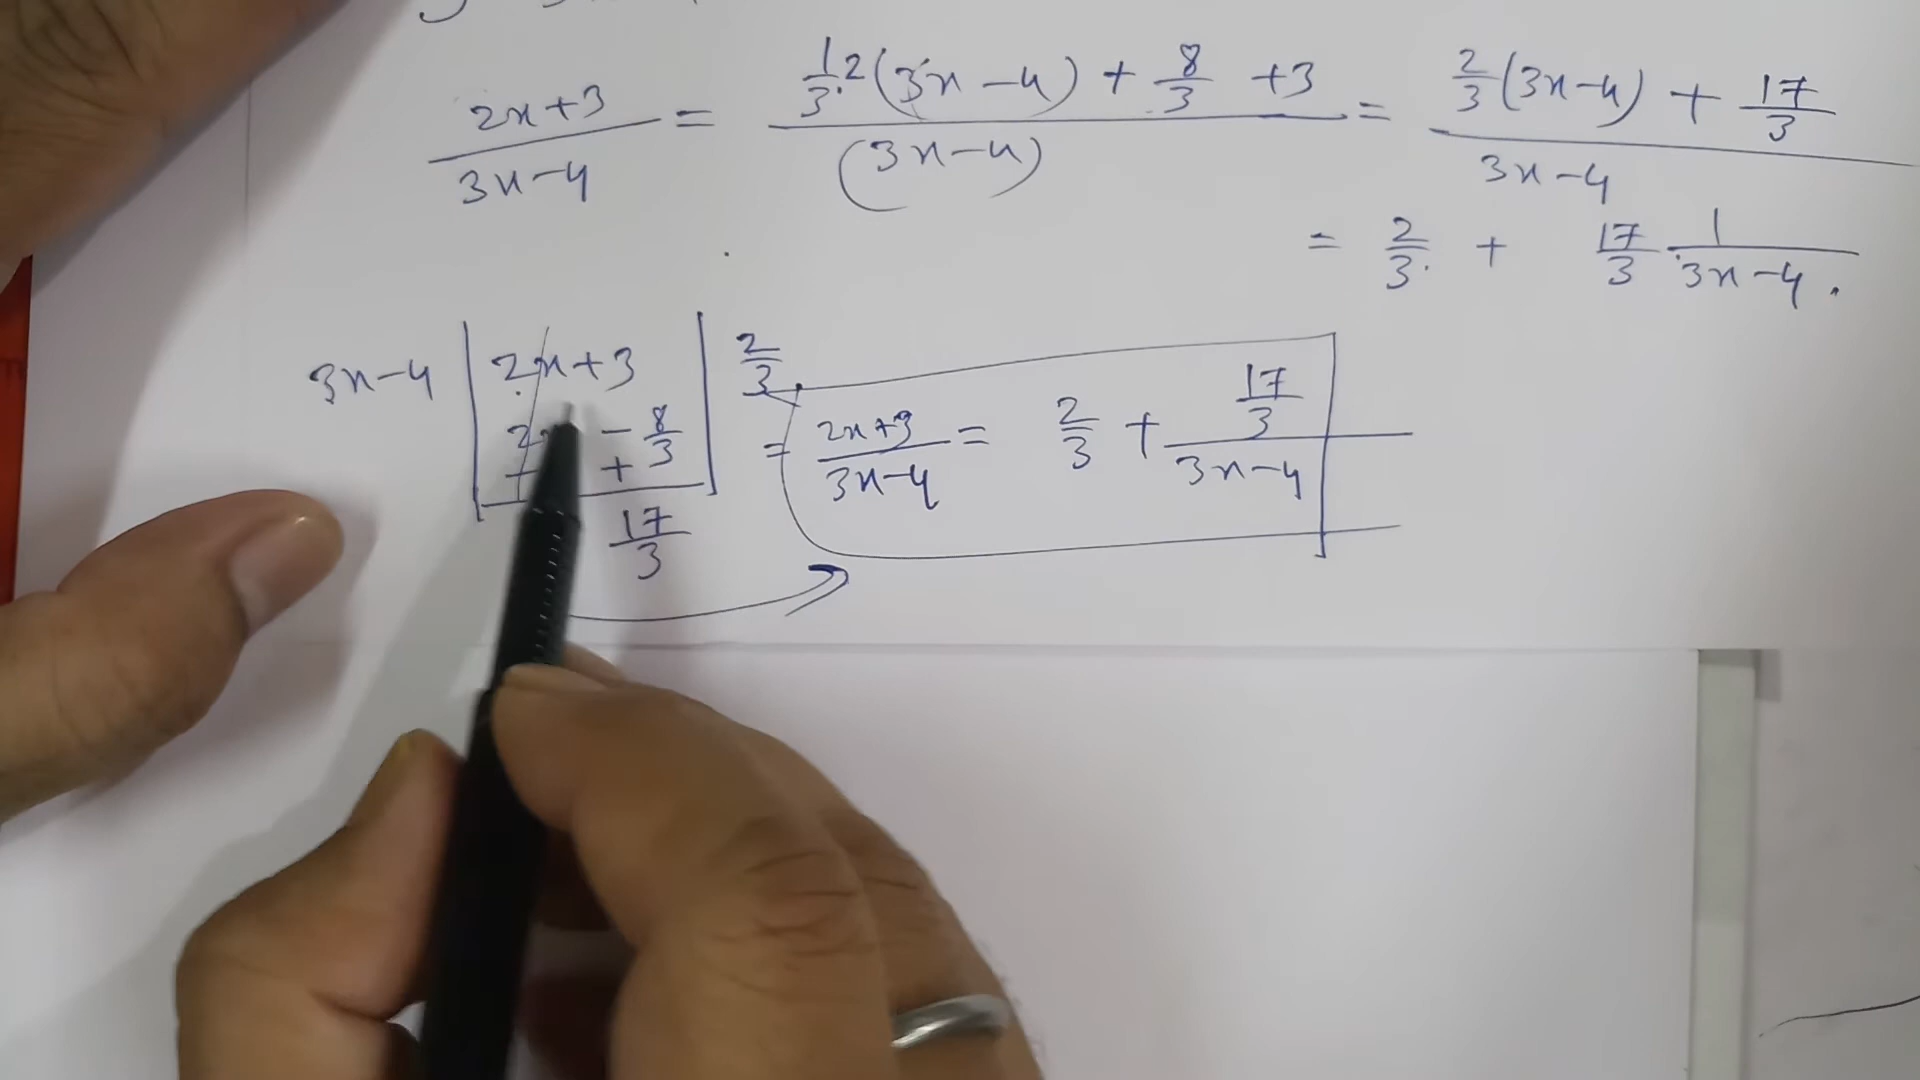 2x+3/3x-4 = 1/3·2(3x-4) + 8/3 +3/(3x-4) = 2/3(3x-4) + 17/3/3x-4
= 2/3 + 17/3 1/3x-4.
3x-4 | 2x+3 | 2/3
2x - 8/3
- +
17/3
= 2x+3/3x-4 = 2/3 + 17/3/3x-4